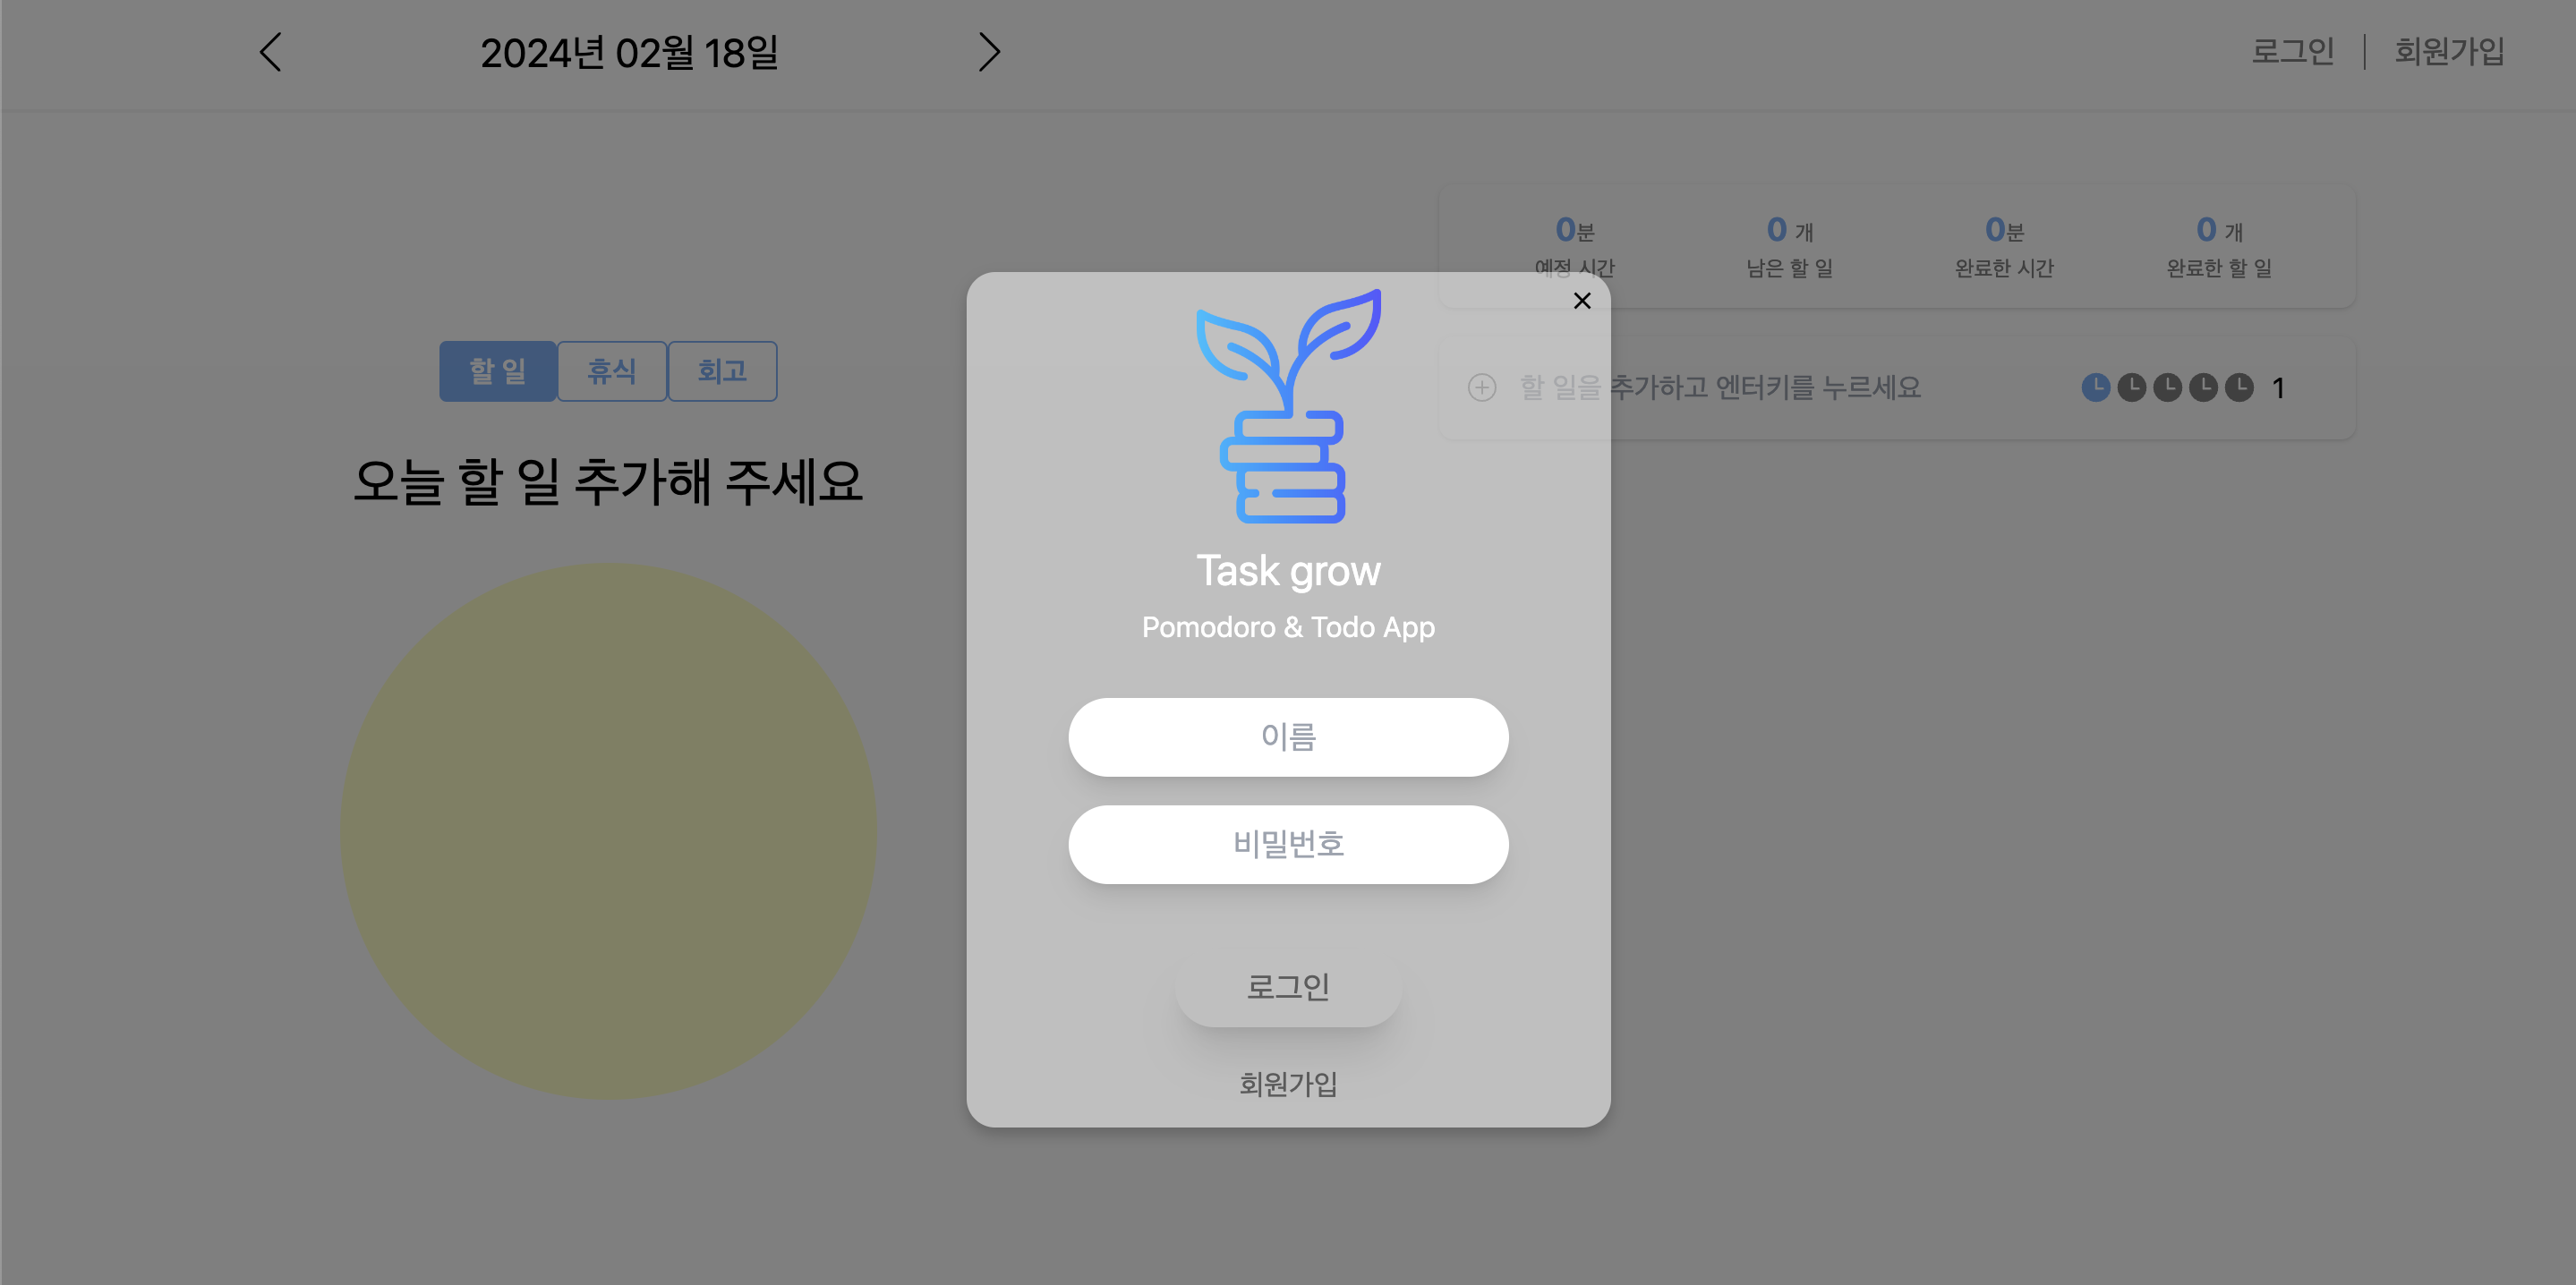 2024년 02월 18일
로그인 | 회원가입
0분 0 개 0분 0 개
예정 시간 남은 할 일 완료한 시간 완료한 할 일
할 일 휴식 회고
할 일을 추가하고 엔터키를 누르세요 1
오늘 할 일 추가해 주세요
Task grow
Pomodoro & Todo App
이름
비밀번호
로그인
회원가입